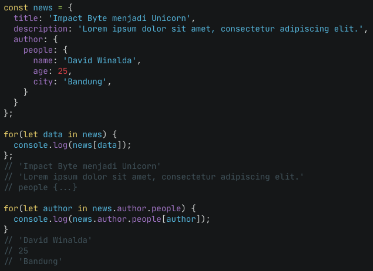 const news = {
  title: 'Impact Byte menjadi Unicorn',
  description: 'Lorem ipsum dolor sit amet, consectetur adipiscing elit.',
  author: {
    people: {
      name: 'David Winalda',
      age: 25,
      city: 'Bandung',
    }
  }
};

for(let data in news) {
  console.log(news[data]);
};
// 'Impact Byte menjadi Unicorn'
// 'Lorem ipsum dolor sit amet, consectetur adipiscing elit.'
// people {...}

for(let author in news.author.people) {
  console.log(news.author.people[author]);
}
// 'David Winalda'
// 25
// 'Bandung'